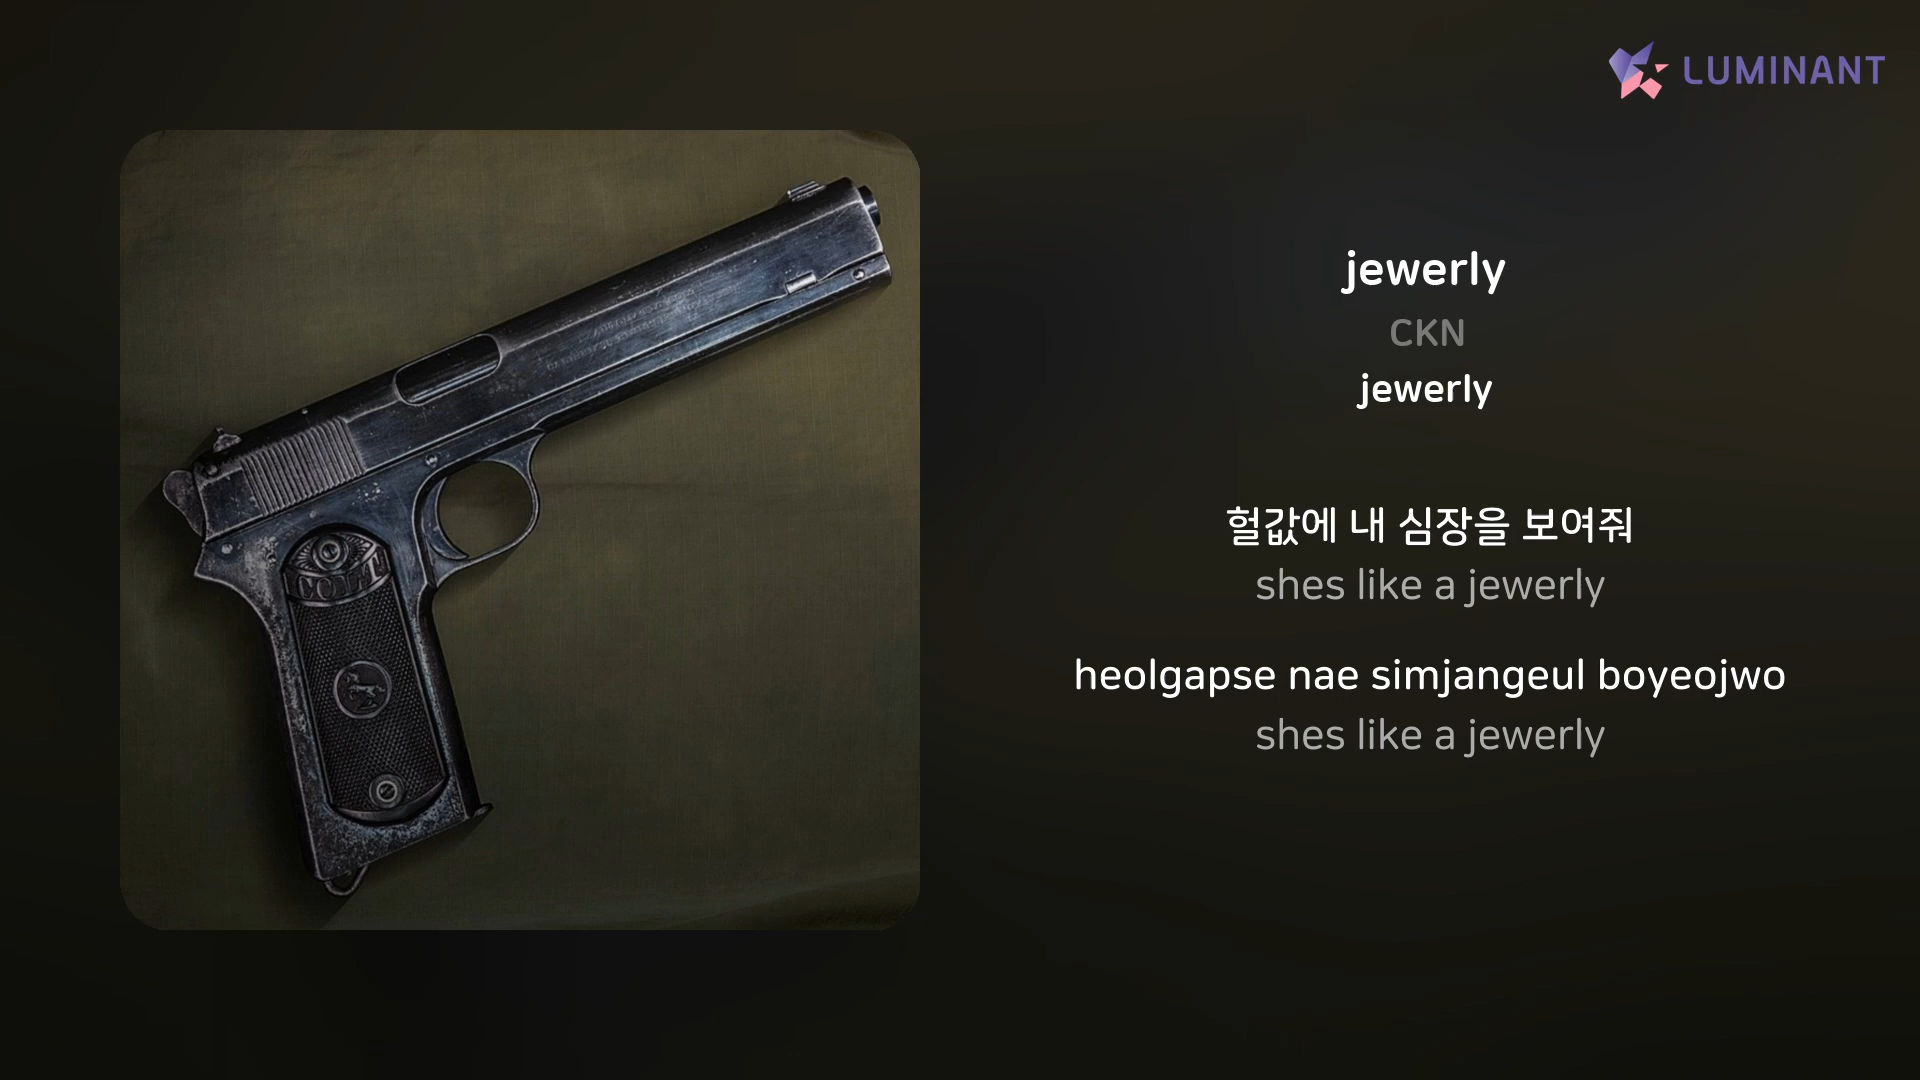 LUMINANT
jewerly
CKN
jewerly
헐값에 내 심장을 보여줘
shes like a jewerly
heolgapse nae simjangeul boyeojwo
shes like a jewerly
COLT